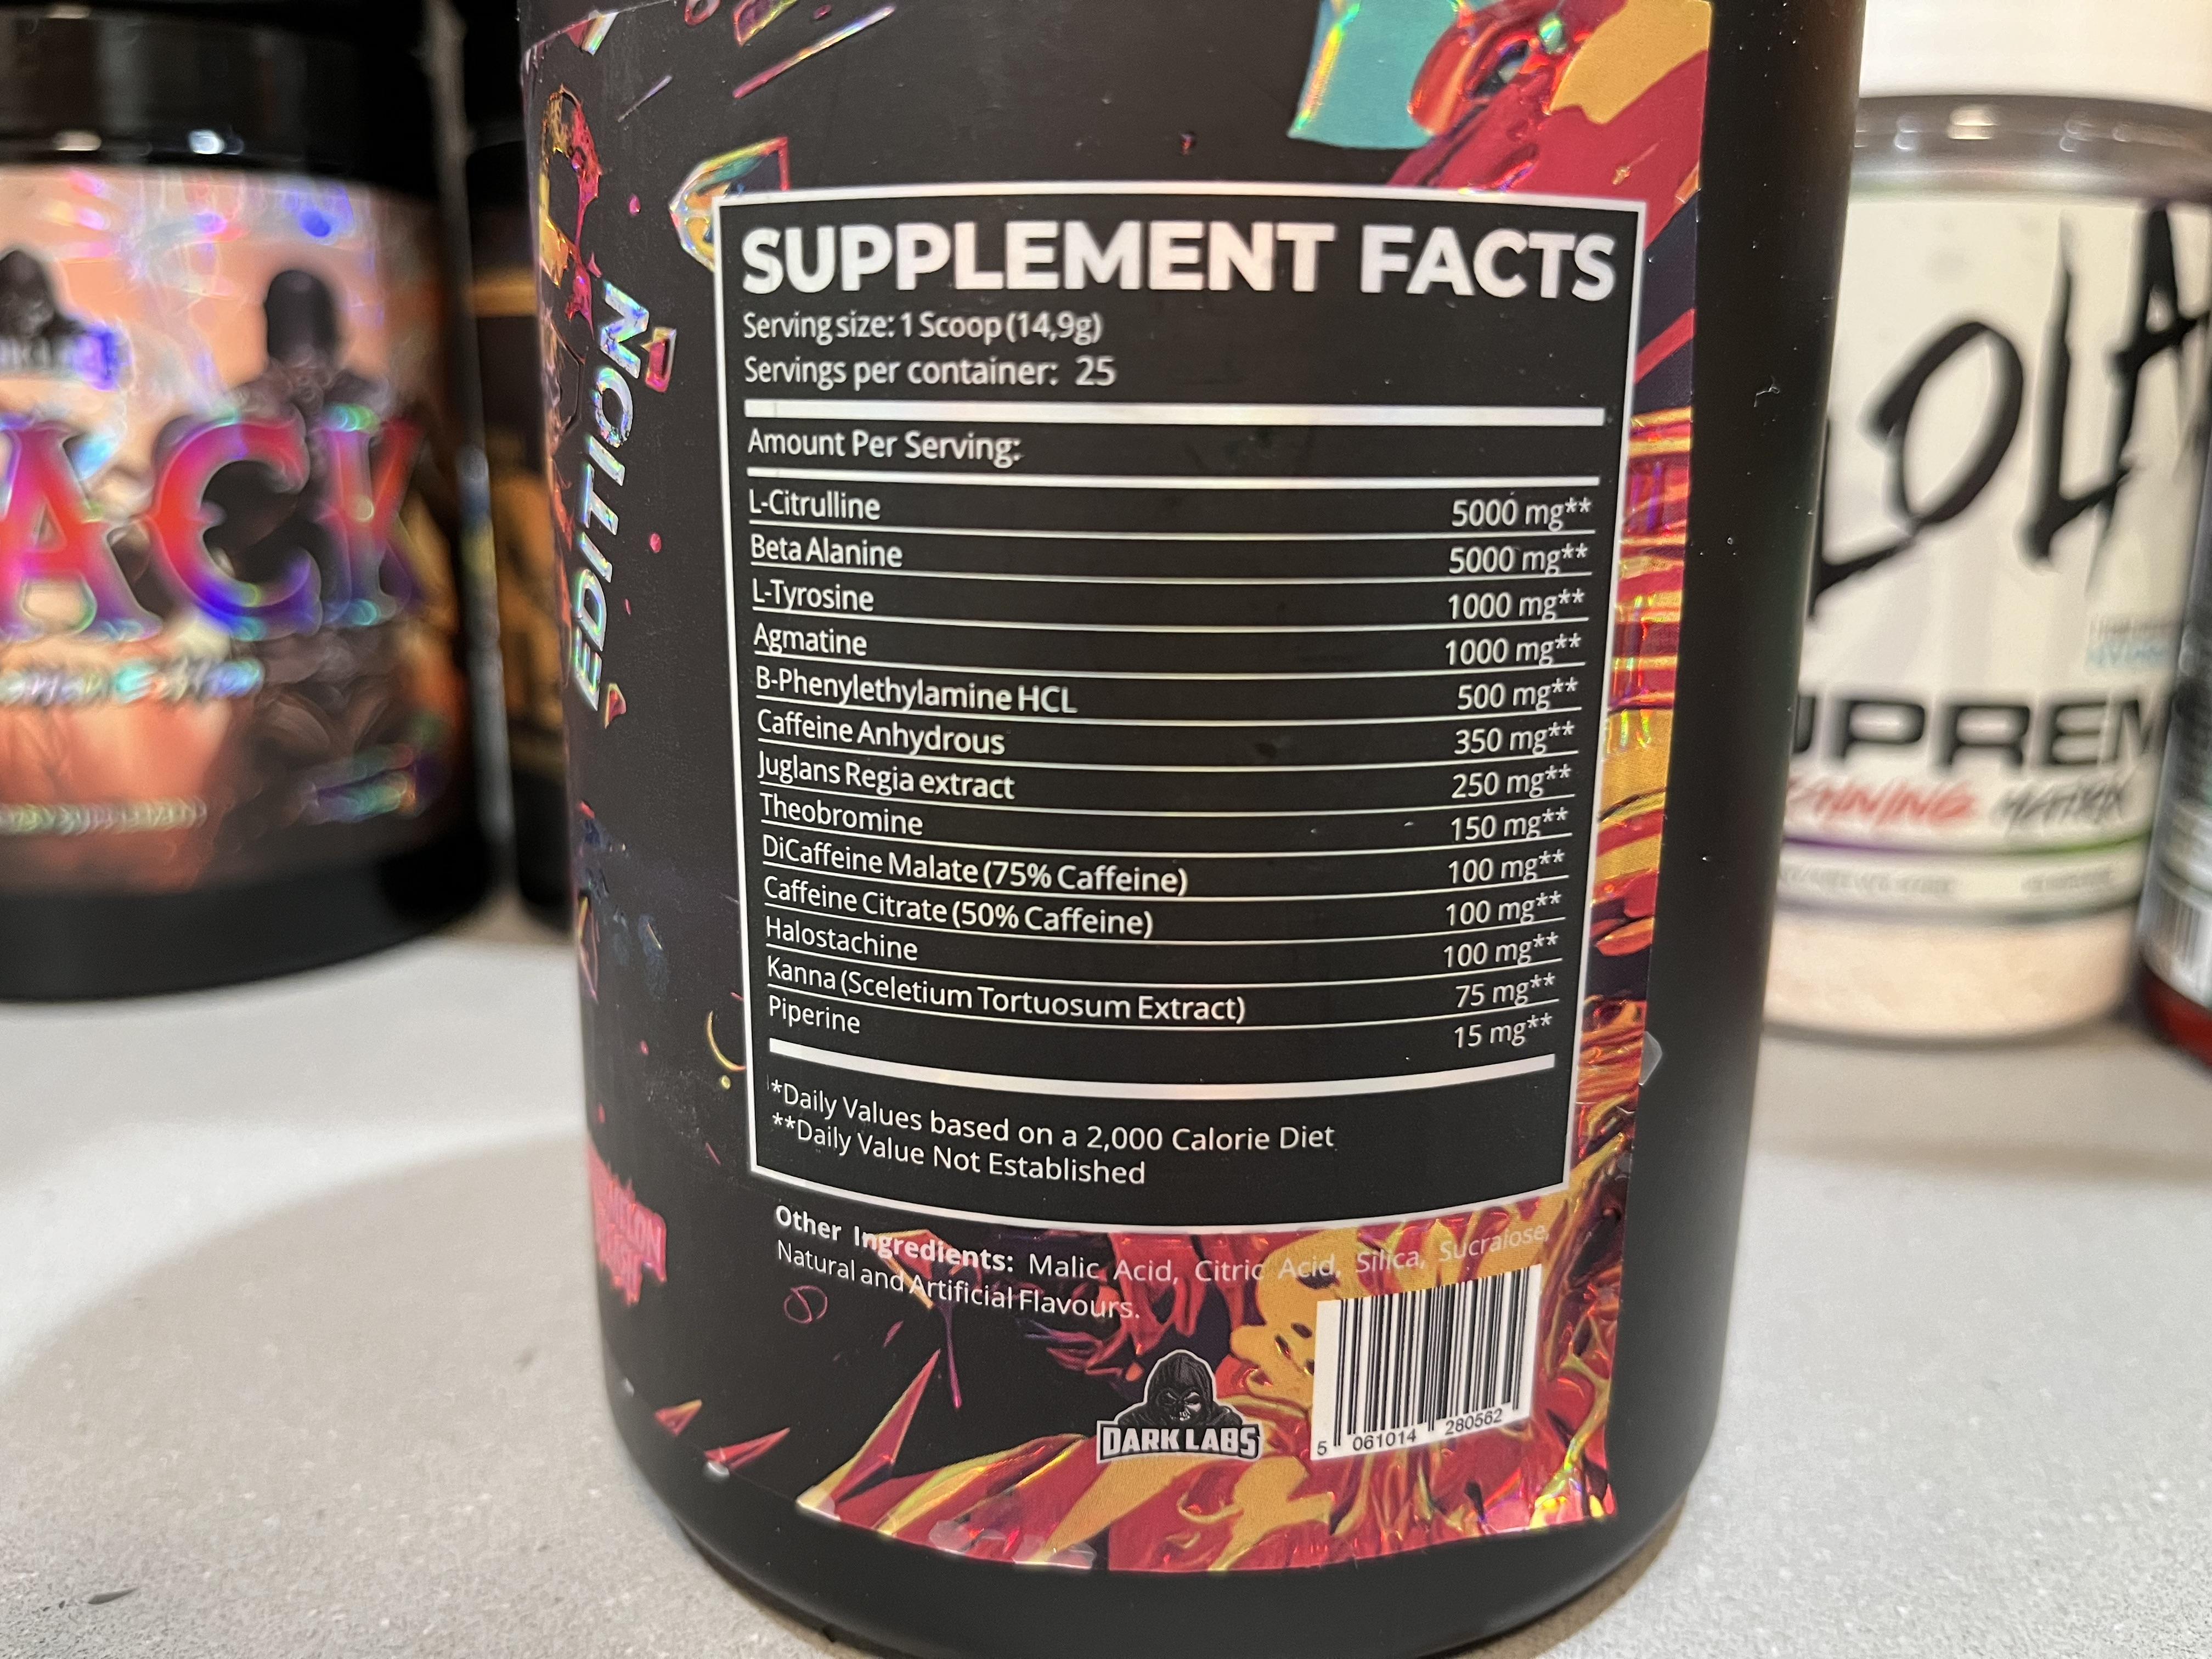 SUPPLEMENT FACTS
Serving size: 1 Scoop (14,9g)
Servings per container: 25
Amount Per Serving:
L-Citrulline 5000 mg**
Beta Alanine 5000 mg**
L-Tyrosine 1000 mg**
Agmatine 1000 mg**
B-Phenylethylamine HCL 500 mg**
Caffeine Anhydrous 350 mg**
Juglans Regia extract 250 mg**
Theobromine 150 mg**
DiCaffeine Malate (75% Caffeine) 100 mg**
Caffeine Citrate (50% Caffeine) 100 mg**
Halostachine 100 mg**
Kanna (Sceletium Tortuosum Extract) 75 mg**
Piperine 15 mg**
*Daily Values based on a 2,000 Calorie Diet
**Daily Value Not Established
Other Ingredients: Malic Acid, Citric Acid, Silica, Sucralose,
Natural and Artificial Flavours.
DARK LABS
5 061014 280562
EDITION
ACK
OLA
UPREM